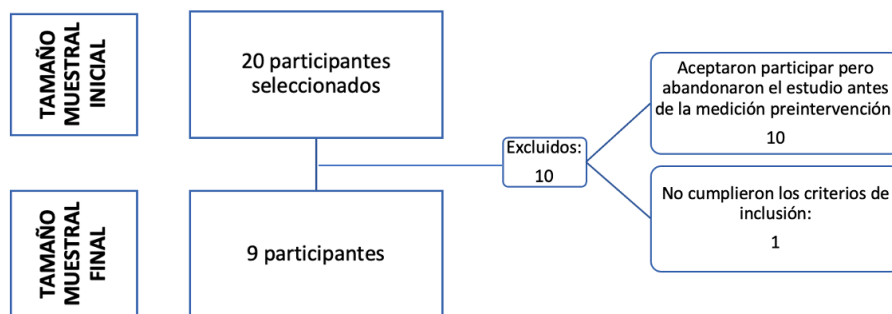 TAMAÑO
MUESTRAL
INICIAL
20 participantes
seleccionados
Aceptaron participar pero
abandonaron el estudio antes
de la medición preintervención
10
Excluidos:
10
No cumplieron los criterios de
inclusión:
1
TAMAÑO
MUESTRAL
FINAL
9 participantes